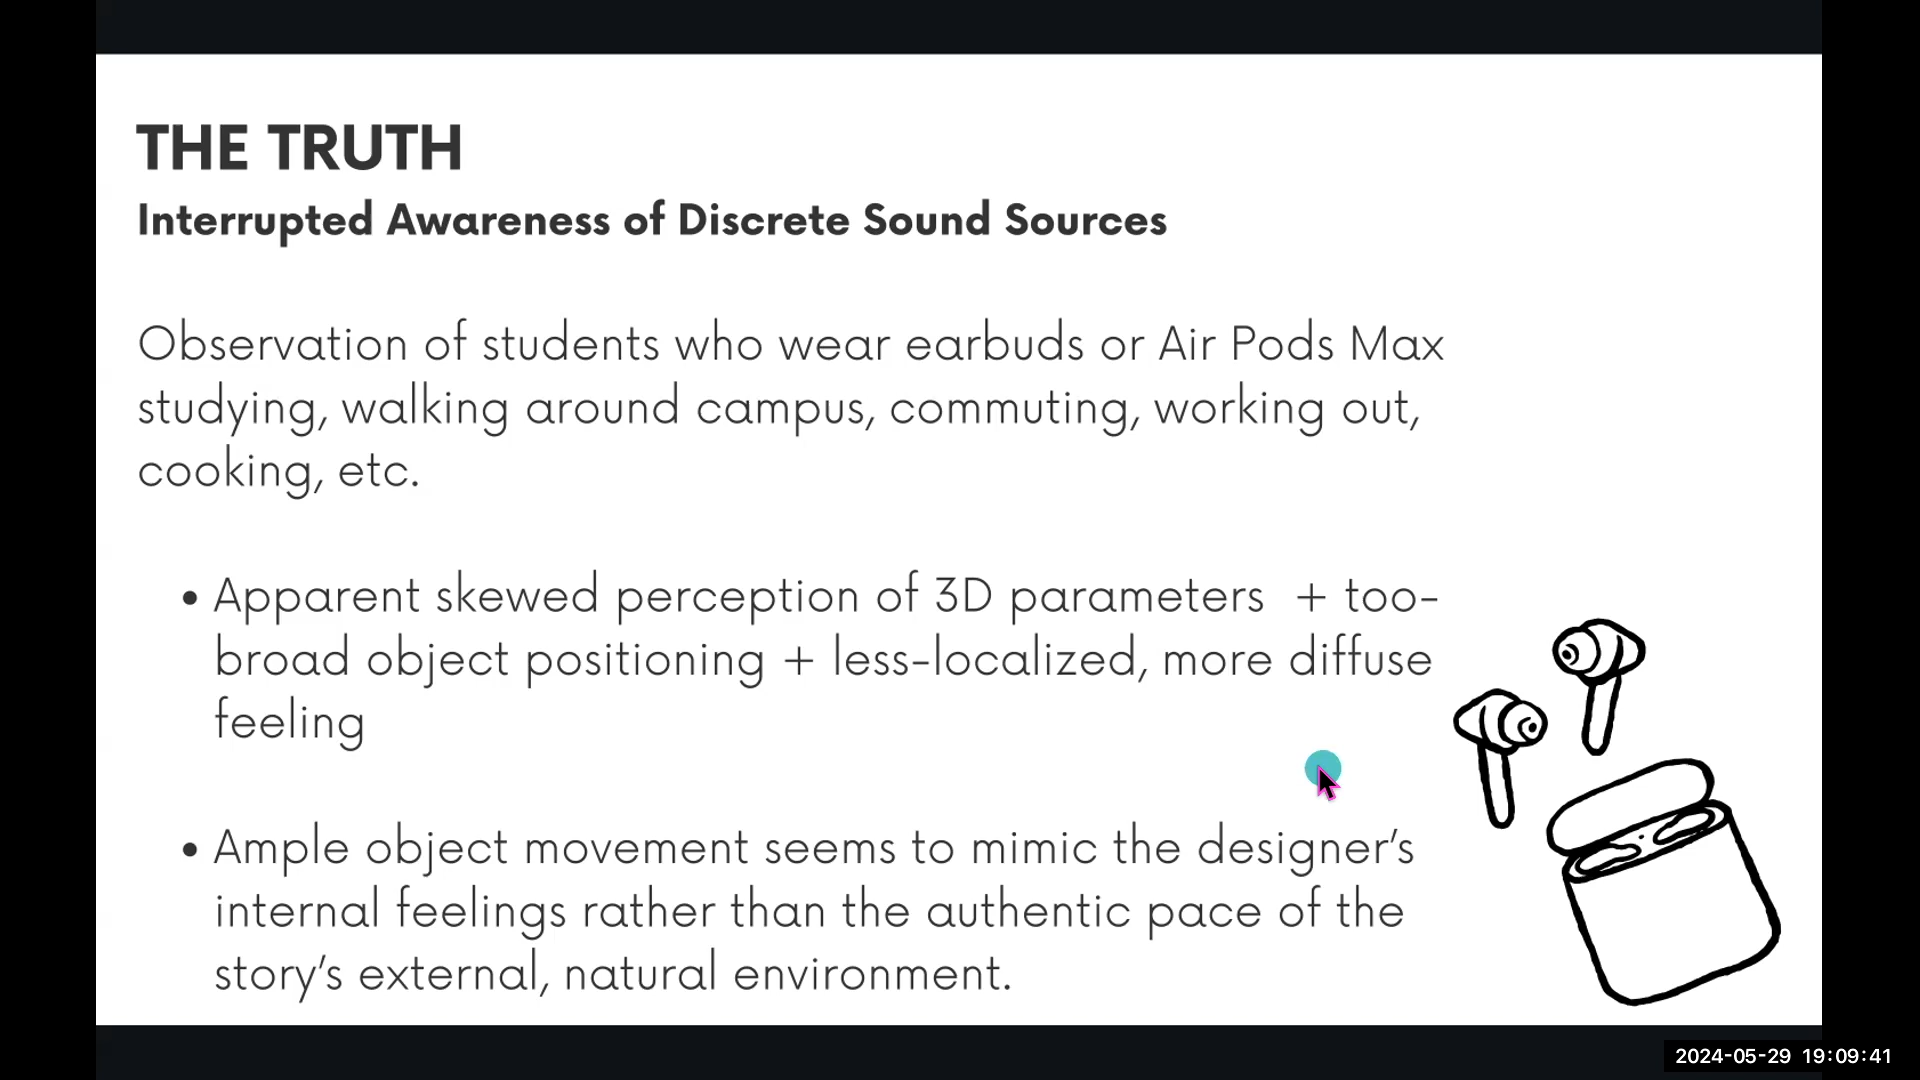 THE TRUTH
Interrupted Awareness of Discrete Sound Sources
Observation of students who wear earbuds or Air Pods Max
studying, walking around campus, commuting, working out,
cooking, etc.
• Apparent skewed perception of 3D parameters  + too-
broad object positioning + less-localized, more diffuse
feeling
• Ample object movement seems to mimic the designer’s
internal feelings rather than the authentic pace of the
story’s external, natural environment.
2024-05-29 19:09:41